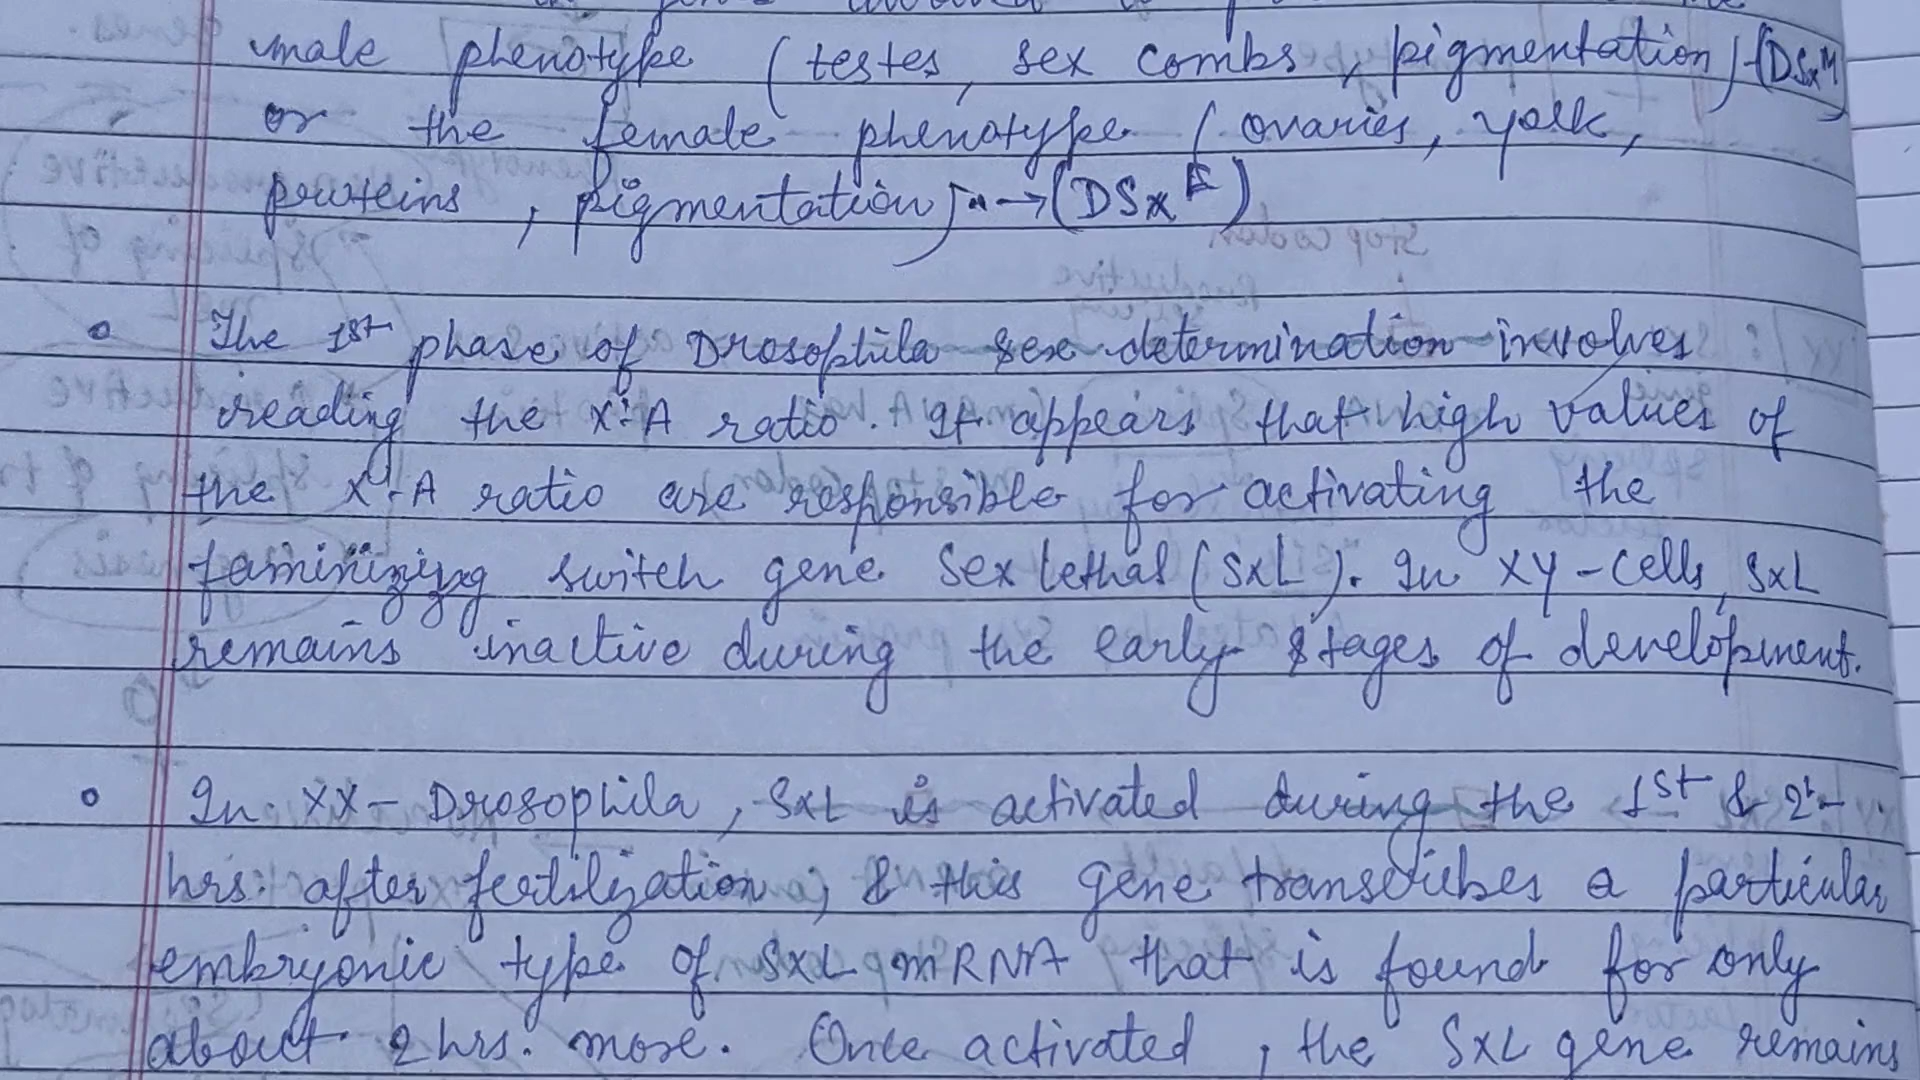 male phenotype (testes, sex combs, pigmentation) (DSx^M)
or the female phenotype (ovaries, yolk,
proteins, pigmentation) → (DSx^F)
The 1st phase of Drosophila sex determination involves
reading the X:A ratio. It appears that high values of
the X:A ratio are responsible for activating the
faminizing switch gene Sex lethal (SxL). In XY-cells, SxL
remains inactive during the early stages of development.
In XX- Drosophila, SxL is activated during the 1st & 2
hrs: after fertilization; & this gene transcribes a particular
embryonic type of SxL mRNA that is found for only
about 2 hrs. more. Once activated, the SxL gene remains